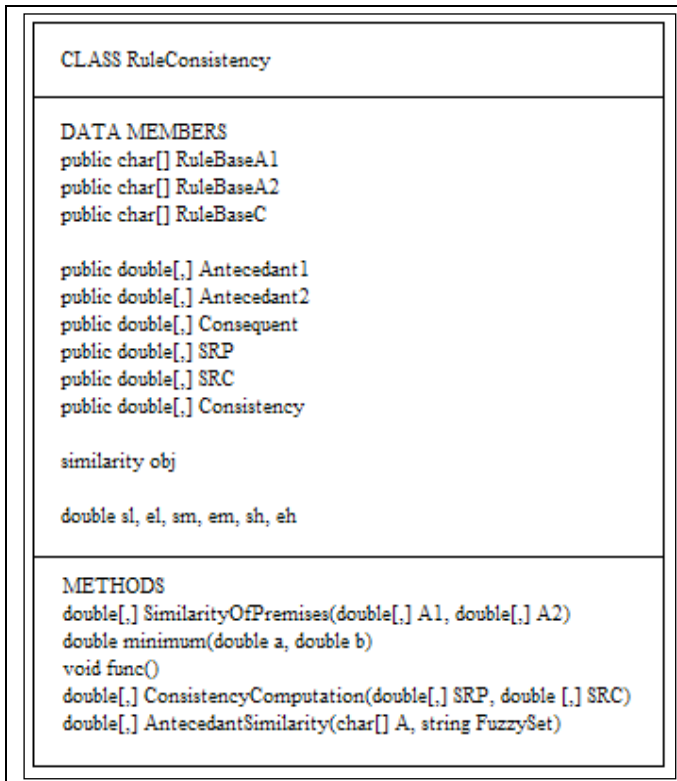 CLASS RuleConsistency
DATA MEMBERS
public char[] RuleBaseA1
public char[] RuleBaseA2
public char[] RuleBaseC
public double[,] Antecedant1
public double[,] Antecedant2
public double[,] Consequent
public double[,] SRP
public double[,] SRC
public double[,] Consistency
similarity obj
double sl, el, sm, em, sh, eh
METHODS
double[,] SimilarityOfPremises(double[,] A1, double[,] A2)
double minimum(double a, double b)
void func()
double[,] ConsistencyComputation(double[,] SRP, double [,] SRC)
double[,] AntecedantSimilarity(char[] A, string FuzzySet)